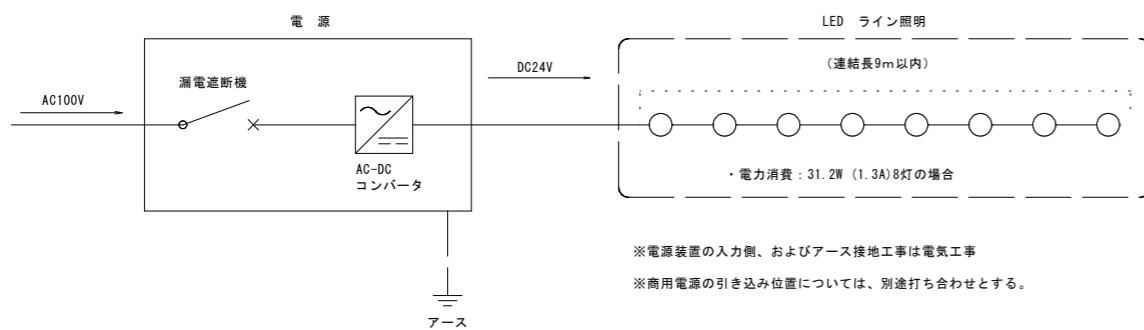 電 源
LED ライン照明
漏電遮断機
DC24V
(連結長9m以内)
AC100V
AC-DC
コンバータ
・電力消費:31.2W (1.3A)8灯の場合
※電源装置の入力側、およびアース接地工事は電気工事
※商用電源の引き込み位置については、別途打ち合わせとする。
アース